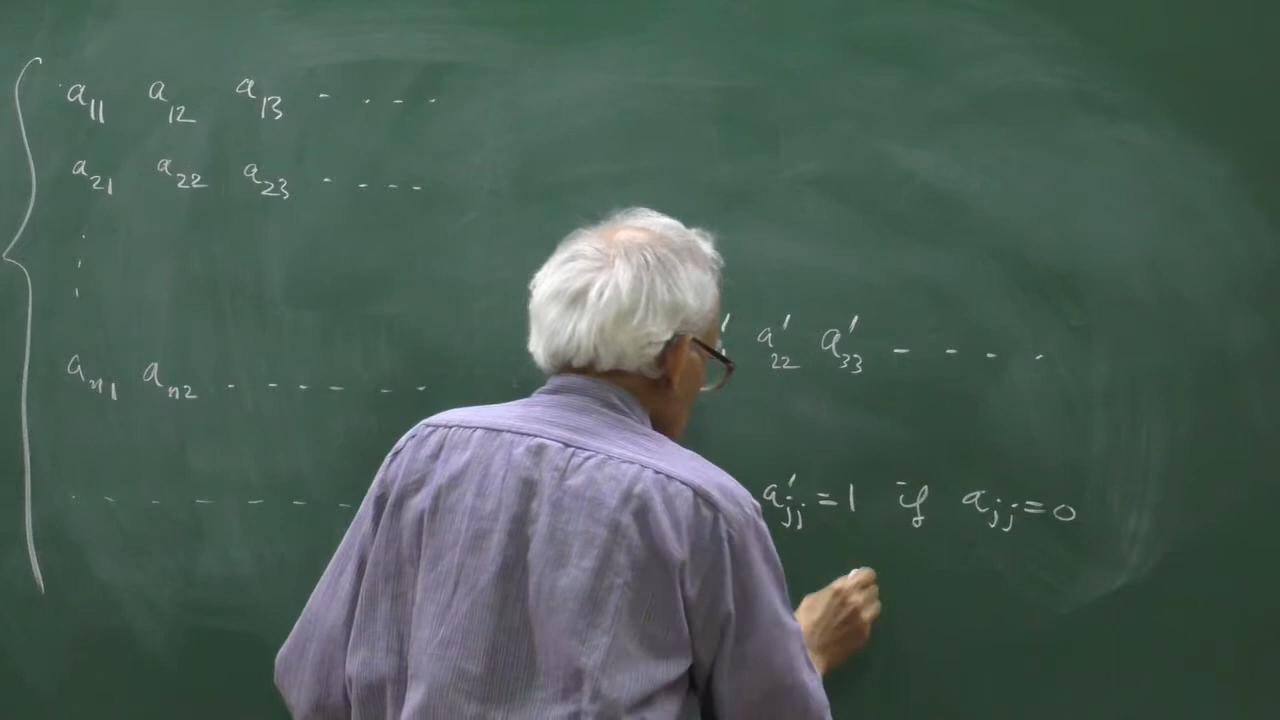 a₁₁ a₁₂ a₁₃ - . - - .
a₂₁ a₂₂ a₂₃ - - - -
⋮
aₙ₁ aₙ₂ . - - - - .
. - - - - -
a′₂₂ a′₃₃ - - - .
a′ⱼⱼ = 1 if aⱼⱼ = 0